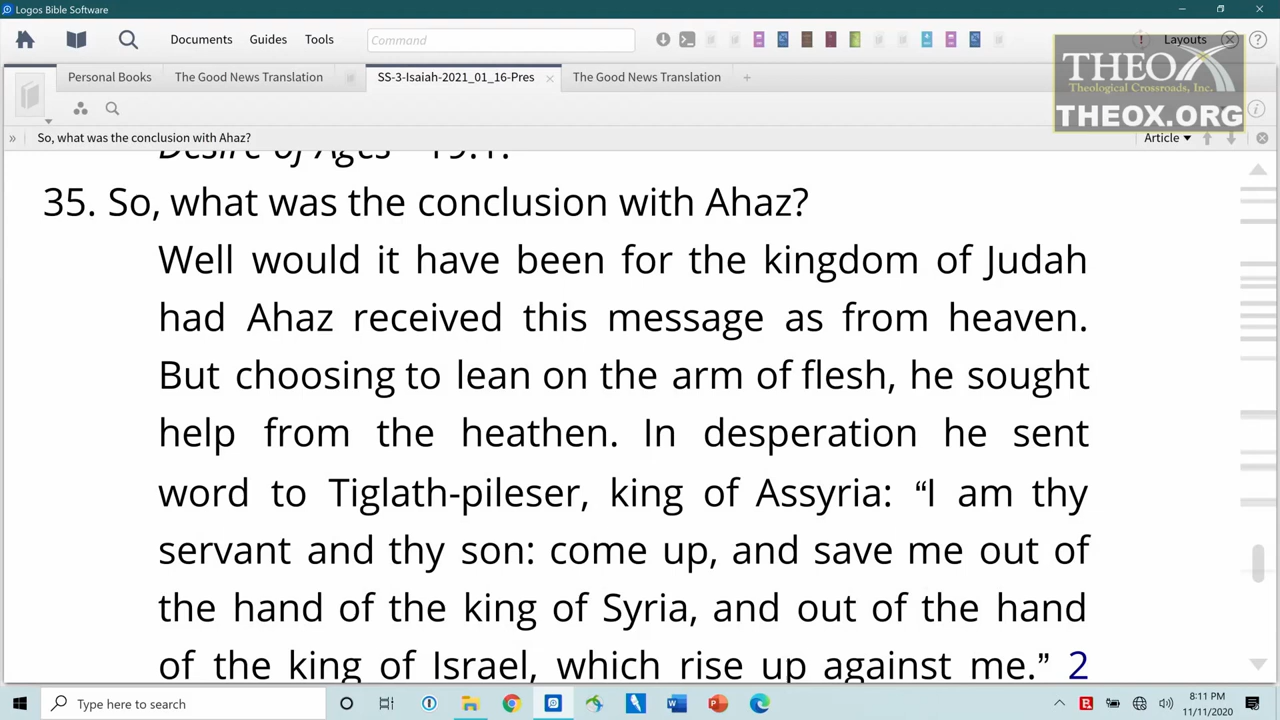 Logos Bible Software
Documents Guides Tools Command Layouts
THEOX
Theological Crossroads, Inc.
THEOX.ORG
Personal Books The Good News Translation SS-3-Isaiah-2021_01_16-Pres The Good News Translation
So, what was the conclusion with Ahaz? Article
Desire of Ages 19.1.
35. So, what was the conclusion with Ahaz?
Well would it have been for the kingdom of Judah
had Ahaz received this message as from heaven.
But choosing to lean on the arm of flesh, he sought
help from the heathen. In desperation he sent
word to Tiglath-pileser, king of Assyria: “I am thy
servant and thy son: come up, and save me out of
the hand of the king of Syria, and out of the hand
of the king of Israel, which rise up against me.” 2
Type here to search
8:11 PM
11/11/2020